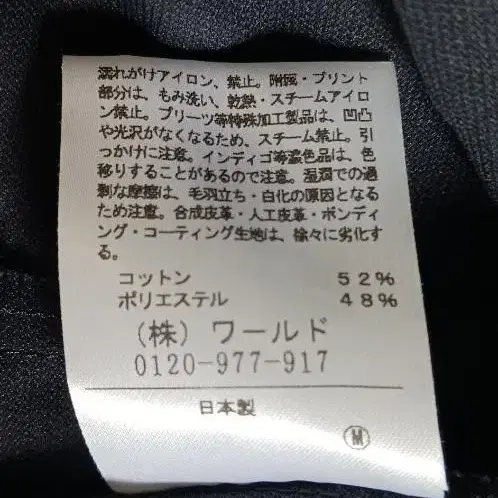 濡れがけアイロン、禁止。附属・プリント
部分は、もみ洗い、乾熱・スチームアイロ
ン禁止。プリーツ等特殊加工製品は、凹凸
や光沢がなくなるため、スチーム禁止。引
っかけに注意。インディゴ等濃色品は、色
移りすることがあるので注意。湿潤での過
剰な摩擦は、毛羽立ち・白化の原因となる
ため注意。合成皮革・人工皮革・ボンディ
ング・コーティング生地は、徐々に劣化す
る。
コットン 52%
ポリエステル 48%
(株) ワールド
0120-977-917
日本製
M